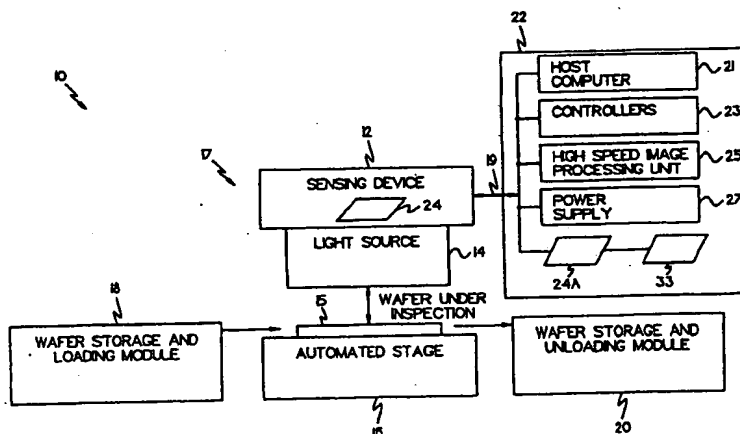 22
10
HOST
COMPUTER
21
CONTROLLERS
23
12
17
19
HIGH SPEED IMAGE
PROCESSING UNIT
25
SENSING DEVICE
24
POWER
SUPPLY
27
LIGHT SOURCE
14
24A
33
18
15
WAFER UNDER
INSPECTION
WAFER STORAGE AND
LOADING MODULE
AUTOMATED STAGE
WAFER STORAGE AND
UNLOADING MODULE
16
20